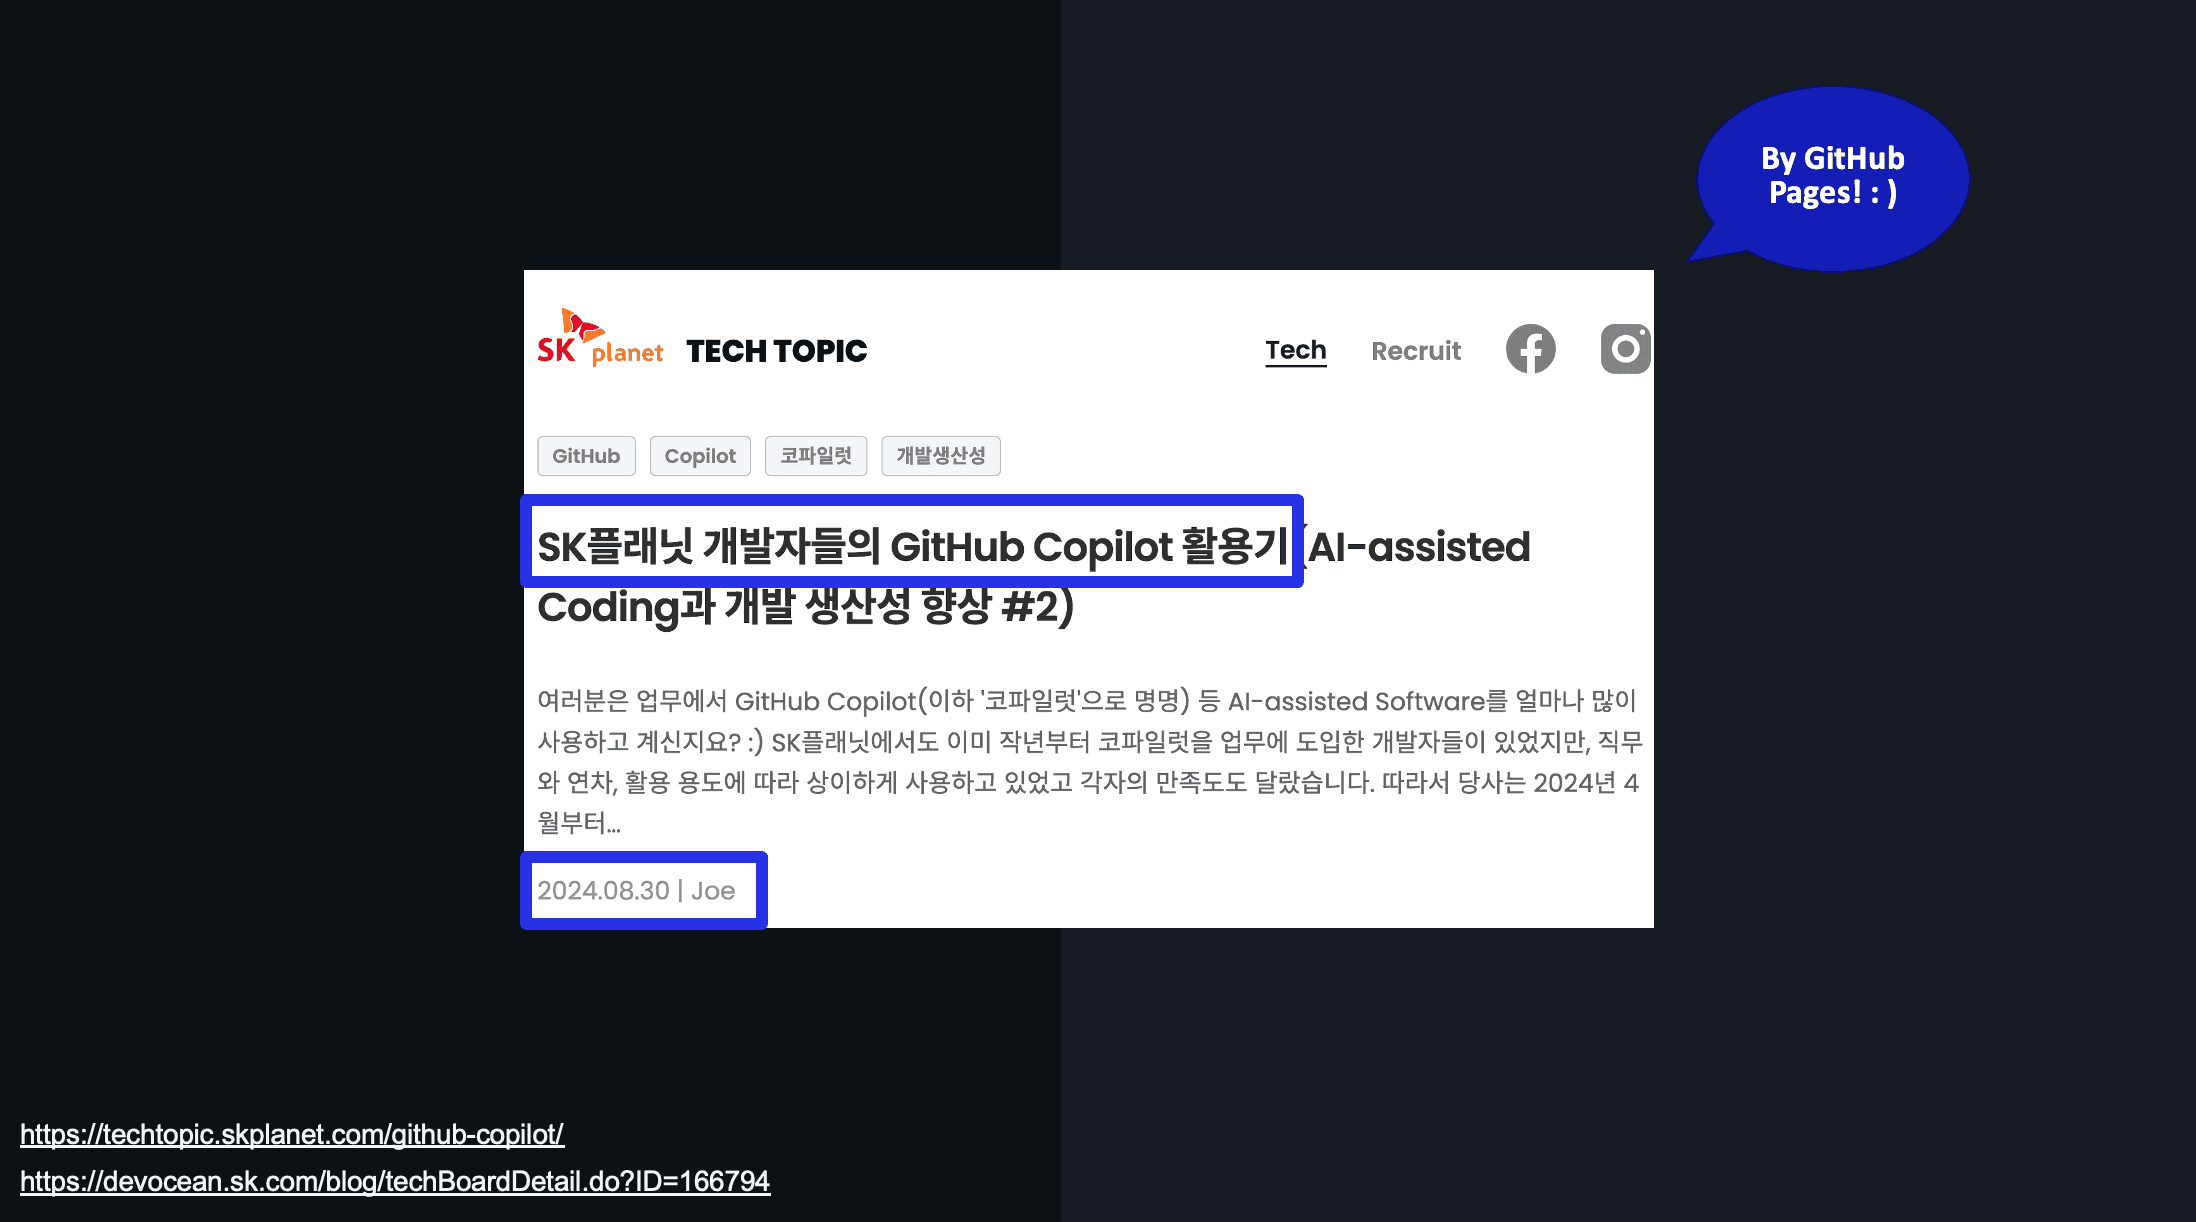 By GitHub
Pages! : )
SK planet TECH TOPIC
Tech Recruit
GitHub Copilot 코파일럿 개발생산성
SK플래닛 개발자들의 GitHub Copilot 활용기(AI-assisted
Coding과 개발 생산성 향상 #2)
여러분은 업무에서 GitHub Copilot(이하 '코파일럿'으로 명명) 등 AI-assisted Software를 얼마나 많이
사용하고 계신지요? :) SK플래닛에서도 이미 작년부터 코파일럿을 업무에 도입한 개발자들이 있었지만, 직무
와 연차, 활용 용도에 따라 상이하게 사용하고 있었고 각자의 만족도도 달랐습니다. 따라서 당사는 2024년 4
월부터...
2024.08.30 | Joe
https://techtopic.skplanet.com/github-copilot/
https://devocean.sk.com/blog/techBoardDetail.do?ID=166794